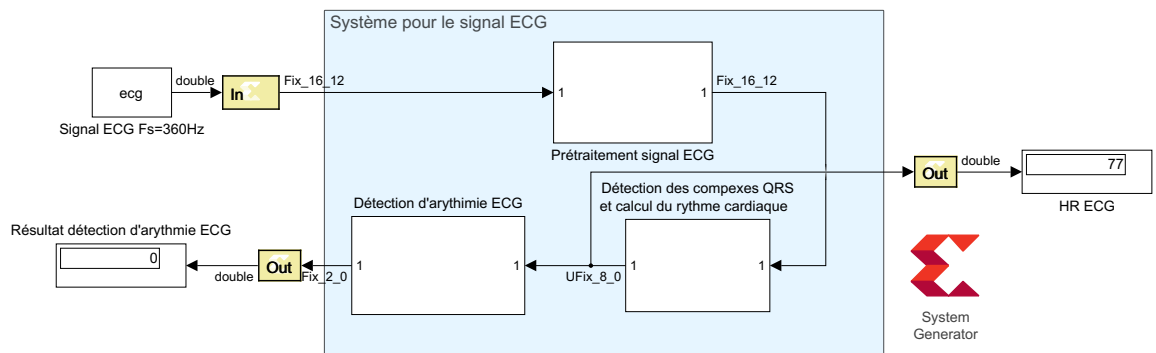 Système pour le signal ECG
ecg
double
In
Fix_16_12
Signal ECG Fs=360Hz
1
1
Fix_16_12
Prétraitement signal ECG
Out
double
77
HR ECG
Détection des compexes QRS
et calcul du rythme cardiaque
1
1
UFix_8_0
Détection d'arythimie ECG
1
1
Fix_2_0
Out
double
Résultat détection d'arythmie ECG
0
System
Generator